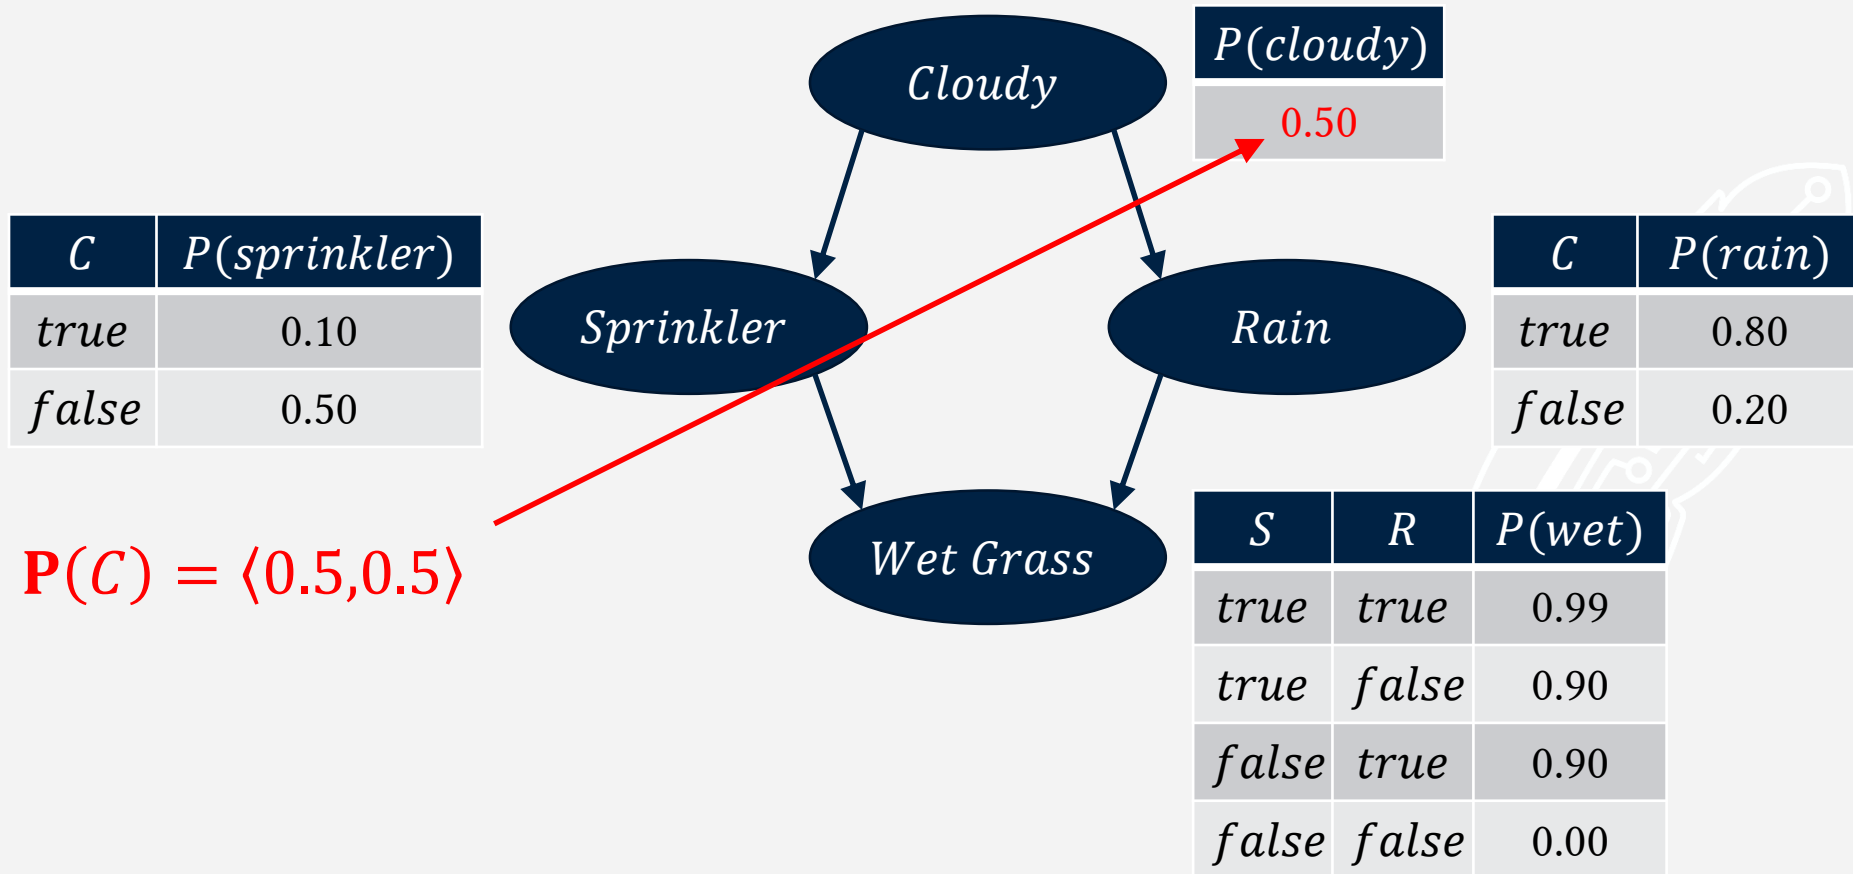 Cloudy
P(cloudy)
0.50
C P(sprinkler)
true 0.10
false 0.50
Sprinkler
Rain
C P(rain)
true 0.80
false 0.20
P(C) = ⟨0.5,0.5⟩
Wet Grass
S R P(wet)
true true 0.99
true false 0.90
false true 0.90
false false 0.00